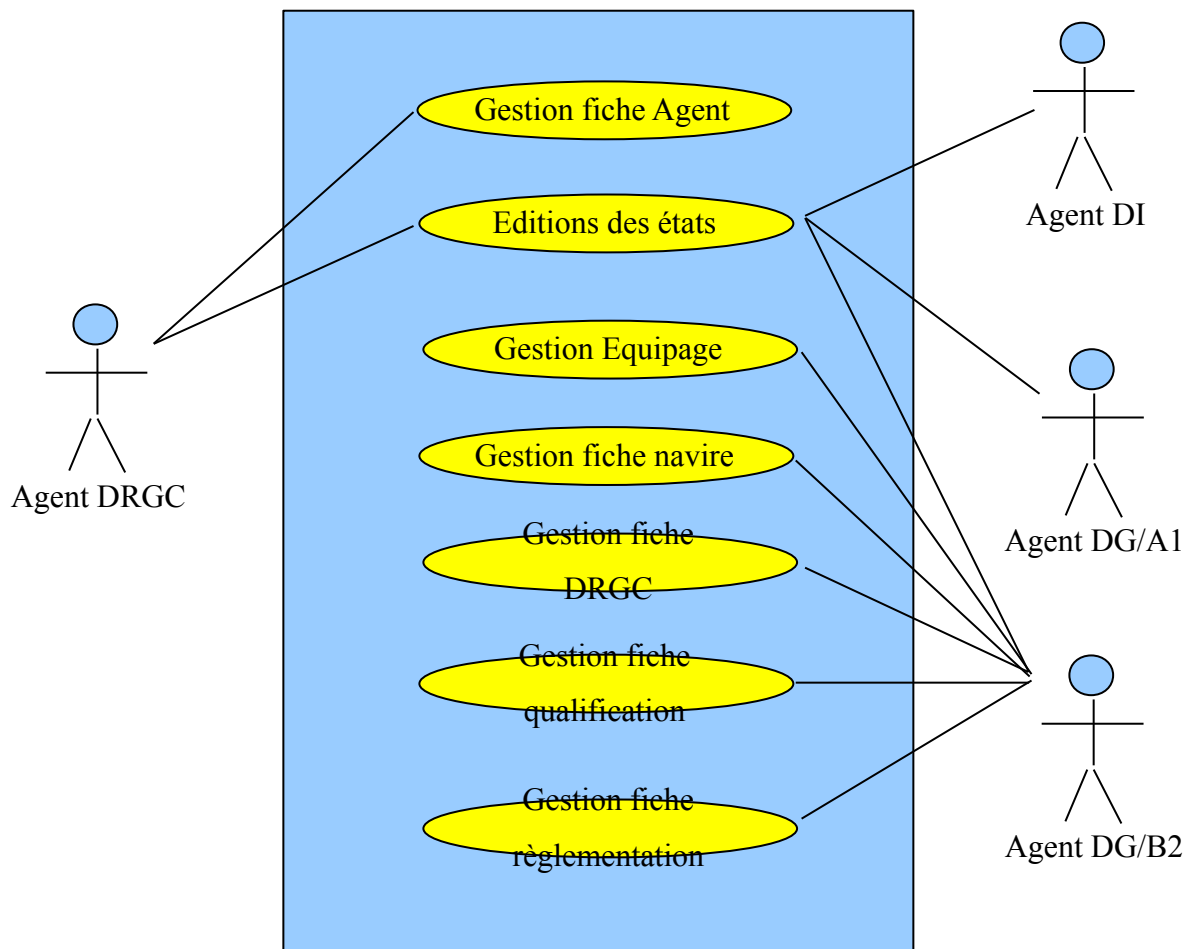 Gestion fiche Agent
Editions des états
Agent DI
Gestion Equipage
Gestion fiche navire
Agent DRGC
Gestion fiche
DRGC
Agent DG/A1
Gestion fiche
qualification
Gestion fiche
règlementation
Agent DG/B2